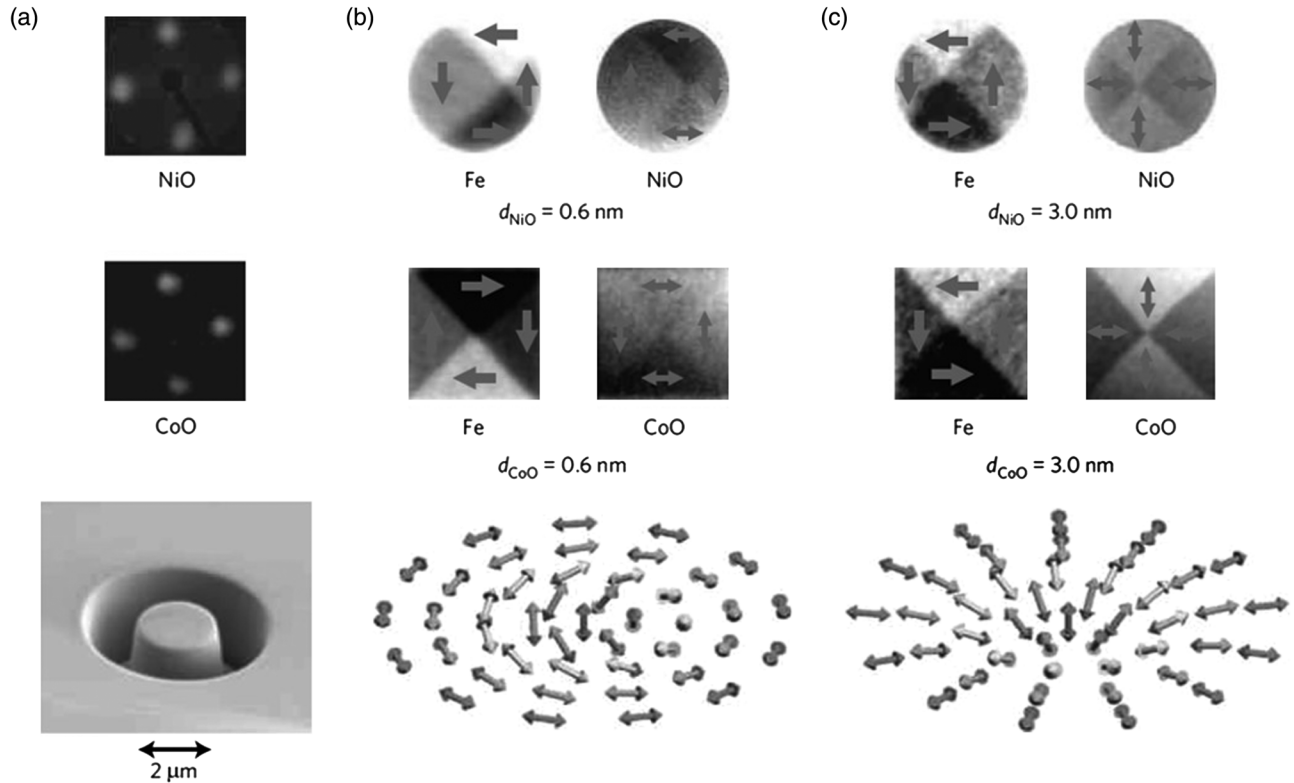 (a)
NiO
CoO
2 μm
(b)
Fe NiO
dNiO = 0.6 nm
Fe CoO
dCoO = 0.6 nm
(c)
Fe NiO
dNiO = 3.0 nm
Fe CoO
dCoO = 3.0 nm